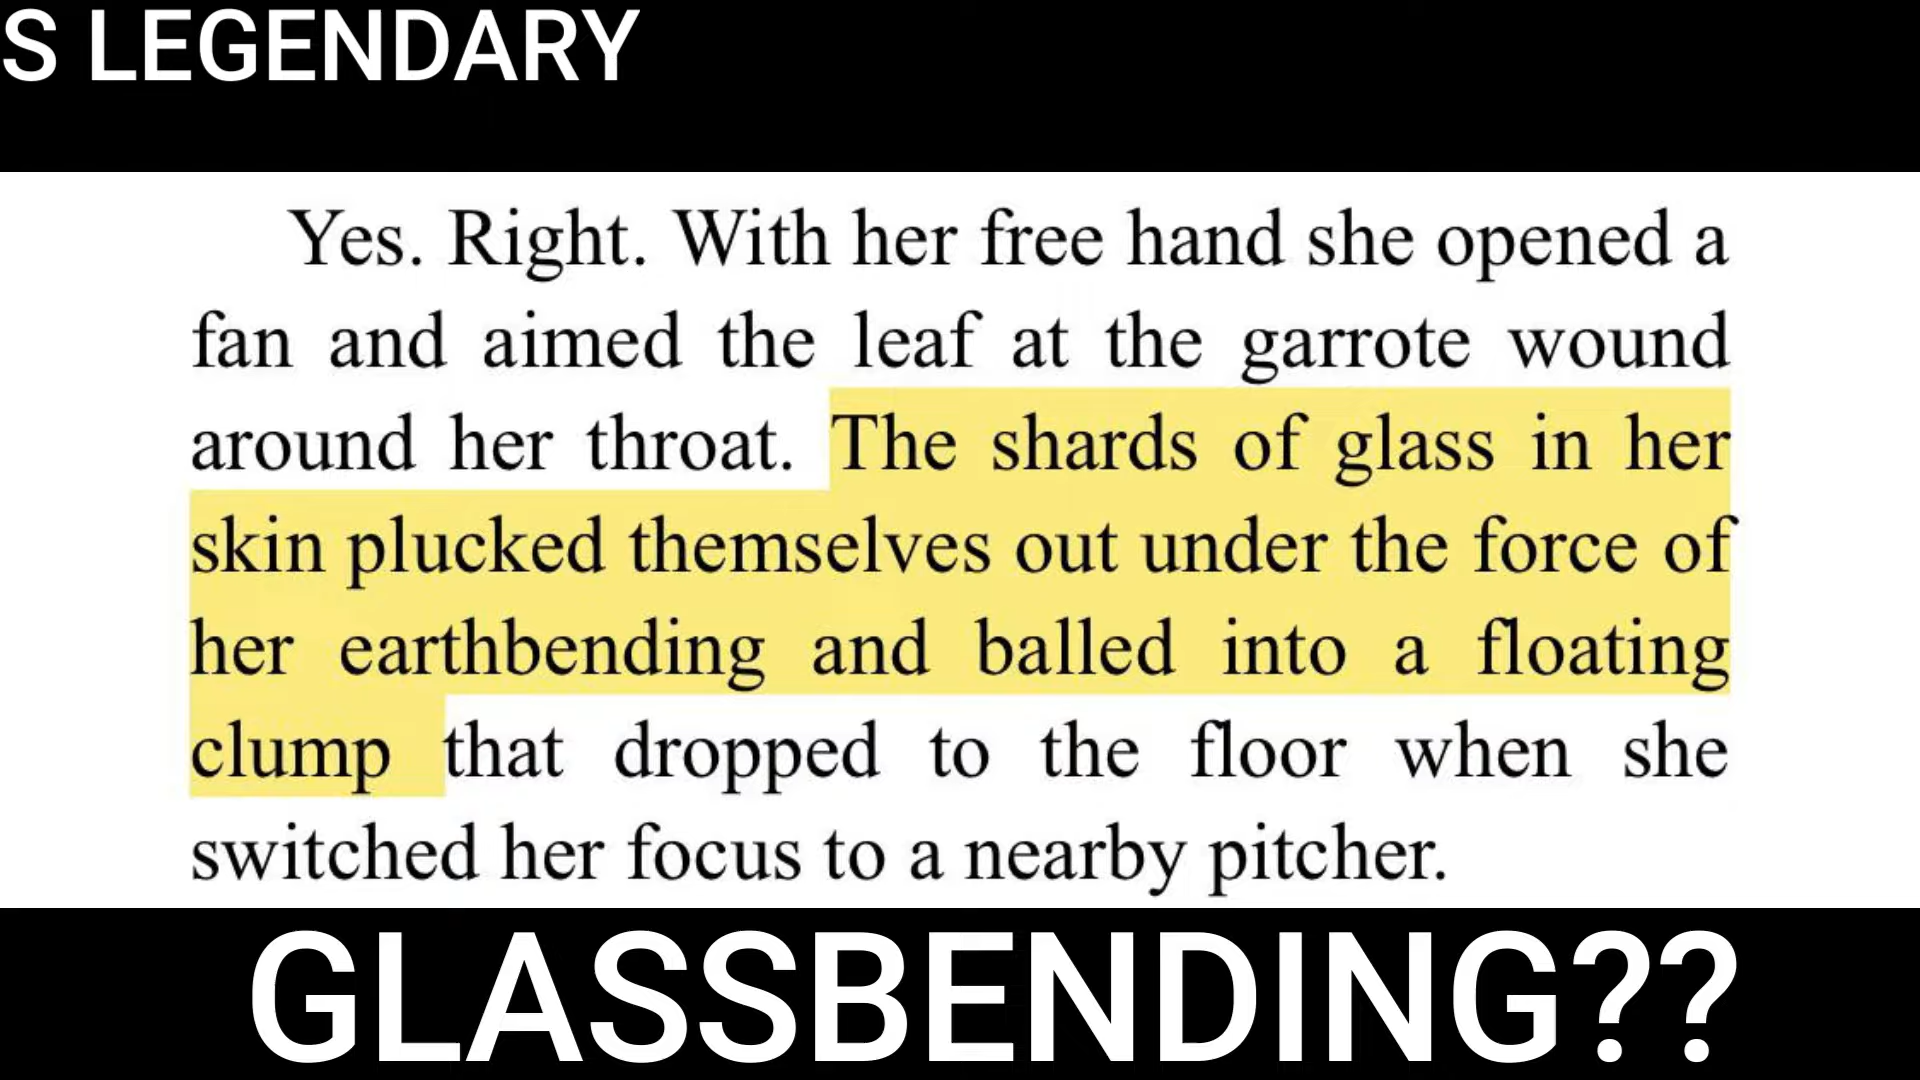 S LEGENDARY
Yes. Right. With her free hand she opened a
fan and aimed the leaf at the garrote wound
around her throat. The shards of glass in her
skin plucked themselves out under the force of
her earthbending and balled into a floating
clump that dropped to the floor when she
switched her focus to a nearby pitcher.
GLASSBENDING??